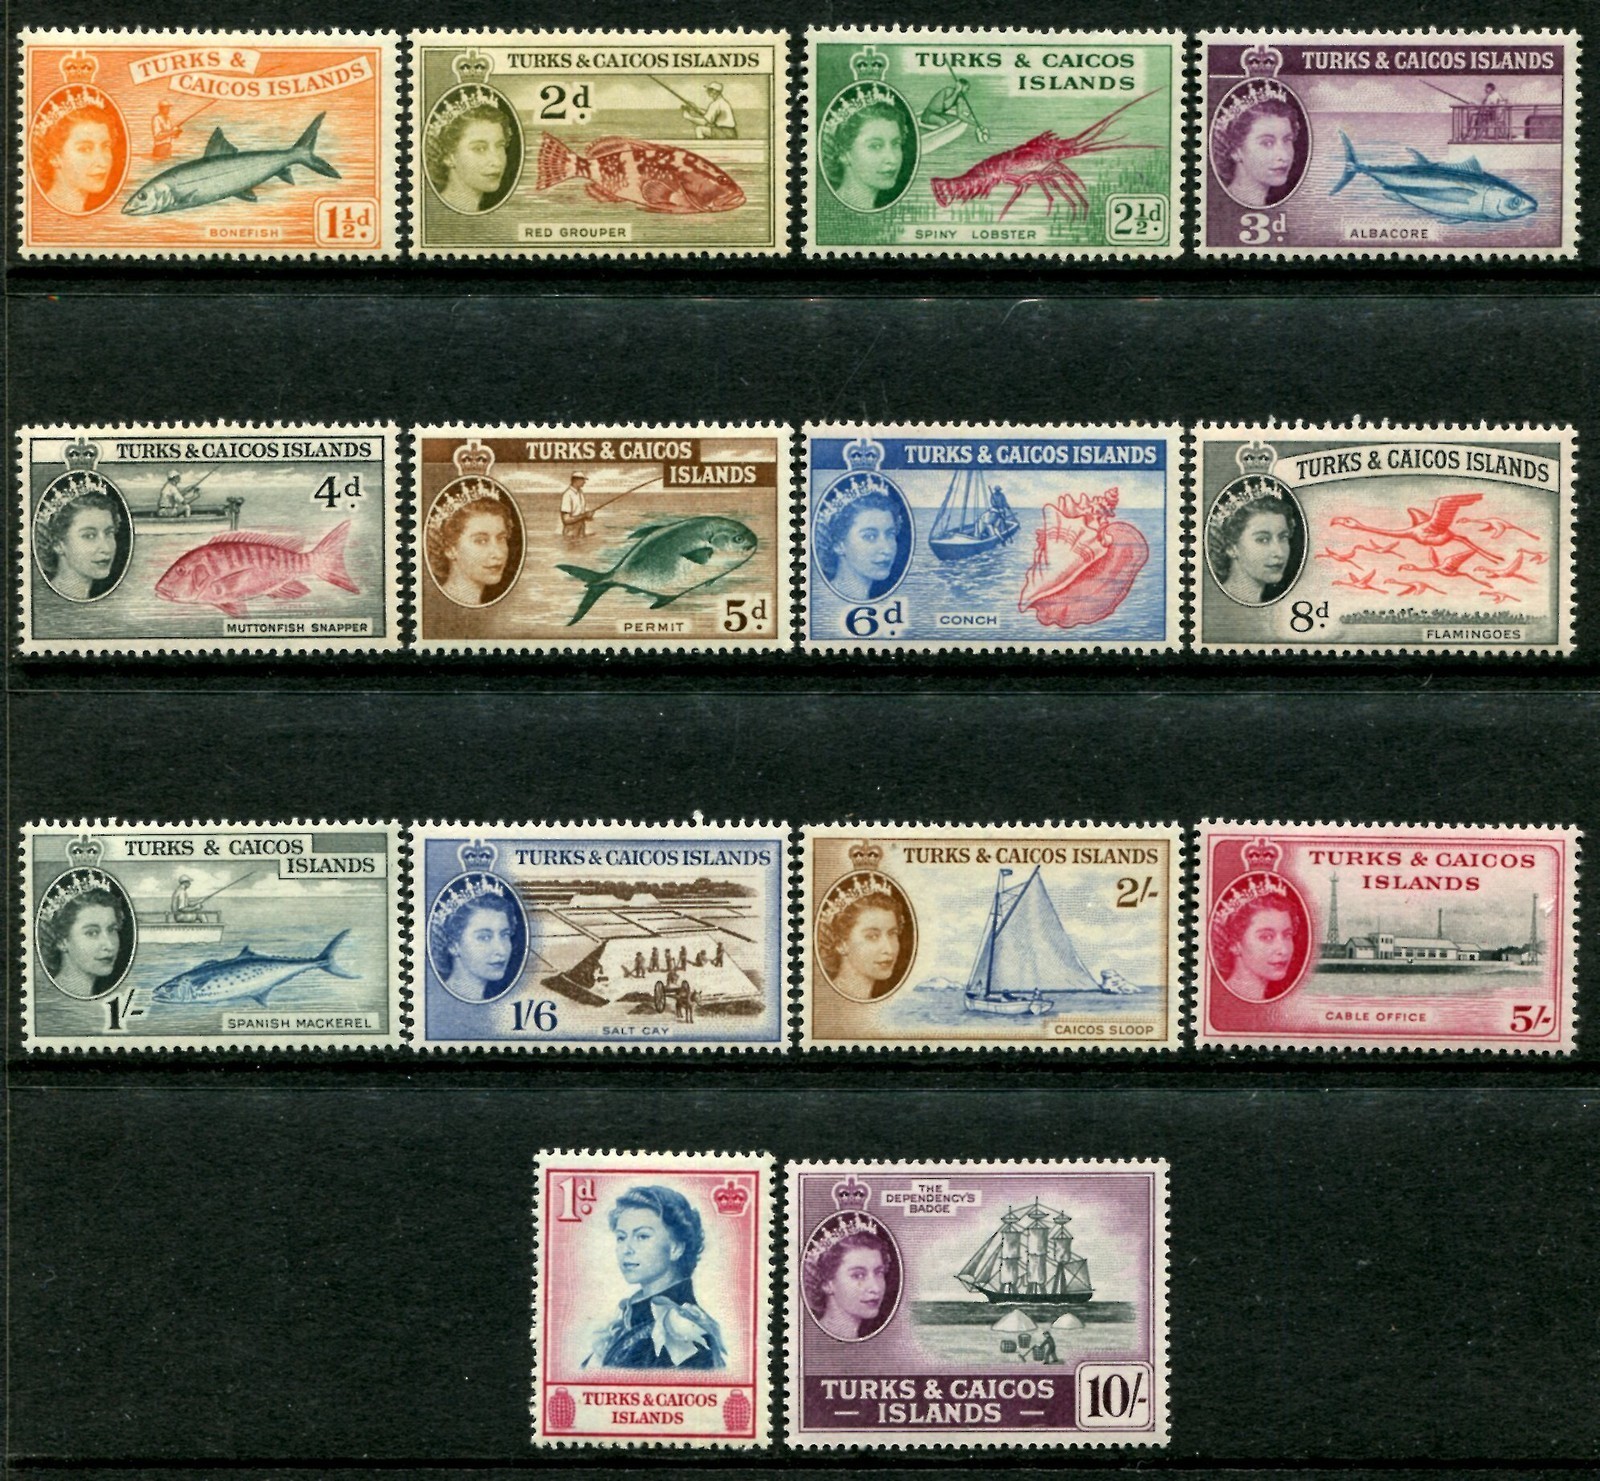 TURKS &
CAICOS ISLANDS
BONEFISH
1½d.
TURKS & CAICOS ISLANDS
2d.
RED GROUPER
TURKS & CAICOS
ISLANDS
SPINY LOBSTER
2½d.
TURKS & CAICOS ISLANDS
3d.
ALBACORE
TURKS & CAICOS ISLANDS
4d.
MUTTONFISH SNAPPER
TURKS & CAICOS
ISLANDS
PERMIT
5d.
TURKS & CAICOS ISLANDS
6d.
CONCH
TURKS & CAICOS ISLANDS
8d.
FLAMINGOES
TURKS & CAICOS
ISLANDS
1/-
SPANISH MACKEREL
TURKS & CAICOS ISLANDS
1/6
SALT CAY
TURKS & CAICOS ISLANDS
2/-
CAICOS SLOOP
TURKS & CAICOS
ISLANDS
CABLE OFFICE
5/-
1d.
TURKS & CAICOS
ISLANDS
THE
DEPENDENCY'S
BADGE
TURKS & CAICOS
— ISLANDS —
10/-